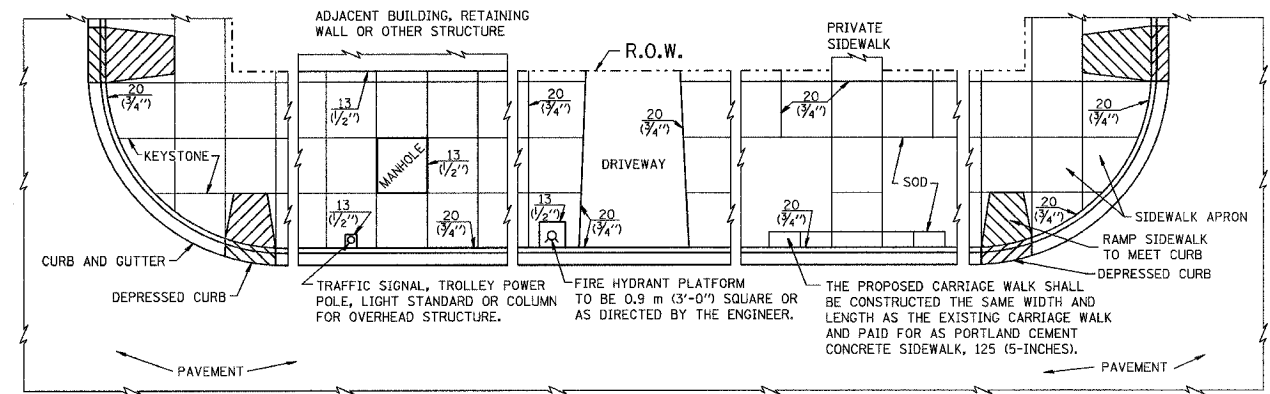 ADJACENT BUILDING, RETAINING
WALL OR OTHER STRUCTURE
R.O.W.
PRIVATE
SIDEWALK
20
(3/4")
13
(1/2")
20
(3/4")
20
(3/4")
20
(3/4")
20
(3/4")
KEYSTONE
MANHOLE
13
(1/2")
DRIVEWAY
SOD
13
(1/2")
20
(3/4")
13
(1/2")
20
(3/4")
20
(3/4")
20
(3/4")
SIDEWALK APRON
RAMP SIDEWALK
TO MEET CURB
DEPRESSED CURB
CURB AND GUTTER
DEPRESSED CURB
TRAFFIC SIGNAL, TROLLEY POWER
POLE, LIGHT STANDARD OR COLUMN
FOR OVERHEAD STRUCTURE.
FIRE HYDRANT PLATFORM
TO BE 0.9 m (3'-0") SQUARE OR
AS DIRECTED BY THE ENGINEER.
THE PROPOSED CARRIAGE WALK SHALL
BE CONSTRUCTED THE SAME WIDTH AND
LENGTH AS THE EXISTING CARRIAGE WALK
AND PAID FOR AS PORTLAND CEMENT
CONCRETE SIDEWALK, 125 (5-INCHES).
PAVEMENT
PAVEMENT